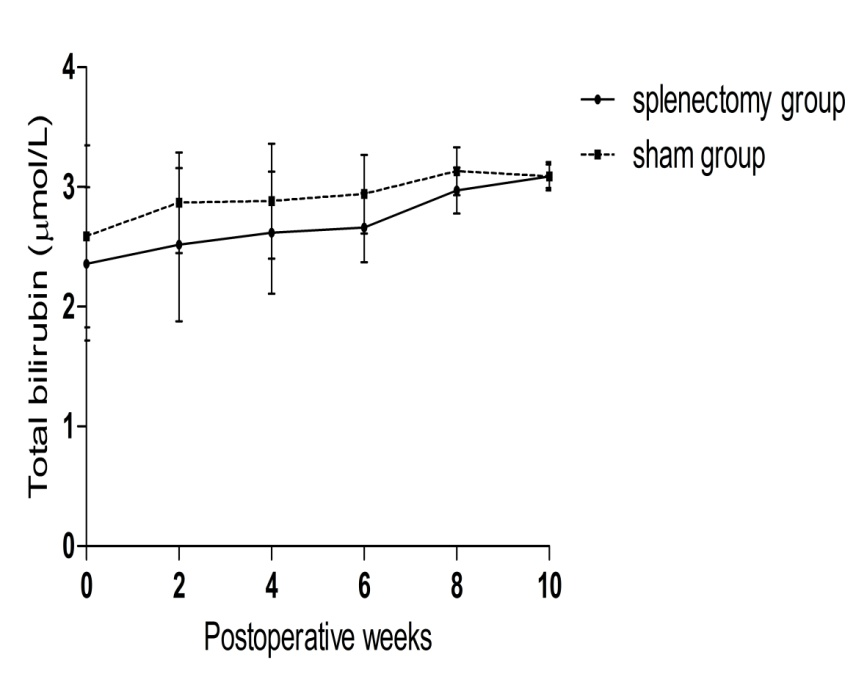 4
3
2
1
0
Total bilirubin (μmol/L)
0 2 4 6 8 10
Postoperative weeks
splenectomy group
sham group